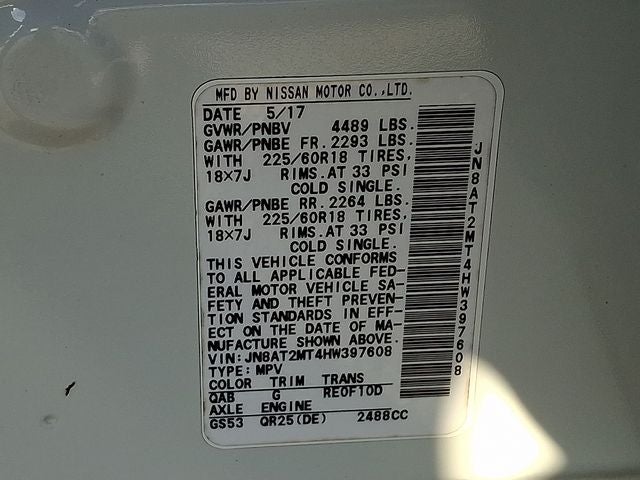 MFD BY NISSAN MOTOR CO.,LTD.
DATE 5/17
GVWR/PNBV 4489 LBS.
GAWR/PNBE FR. 2293 LBS.
WITH 225/60R18 TIRES,
18×7J RIMS.AT 33 PSI
COLD SINGLE.
GAWR/PNBE RR. 2264 LBS.
WITH 225/60R18 TIRES,
18×7J RIMS.AT 33 PSI
COLD SINGLE.
THIS VEHICLE CONFORMS
TO ALL APPLICABLE FED-
ERAL MOTOR VEHICLE SA-
FETY AND THEFT PREVEN-
TION STANDARDS IN EFF-
ECT ON THE DATE OF MA-
NUFACTURE SHOWN ABOVE.
VIN:JN8AT2MT4HW397608
TYPE:MPV
COLOR TRIM TRANS
QAB G RE0F10D
AXLE ENGINE
GS53 QR25(DE) 2488CC
JN8AT2MT4HW397608